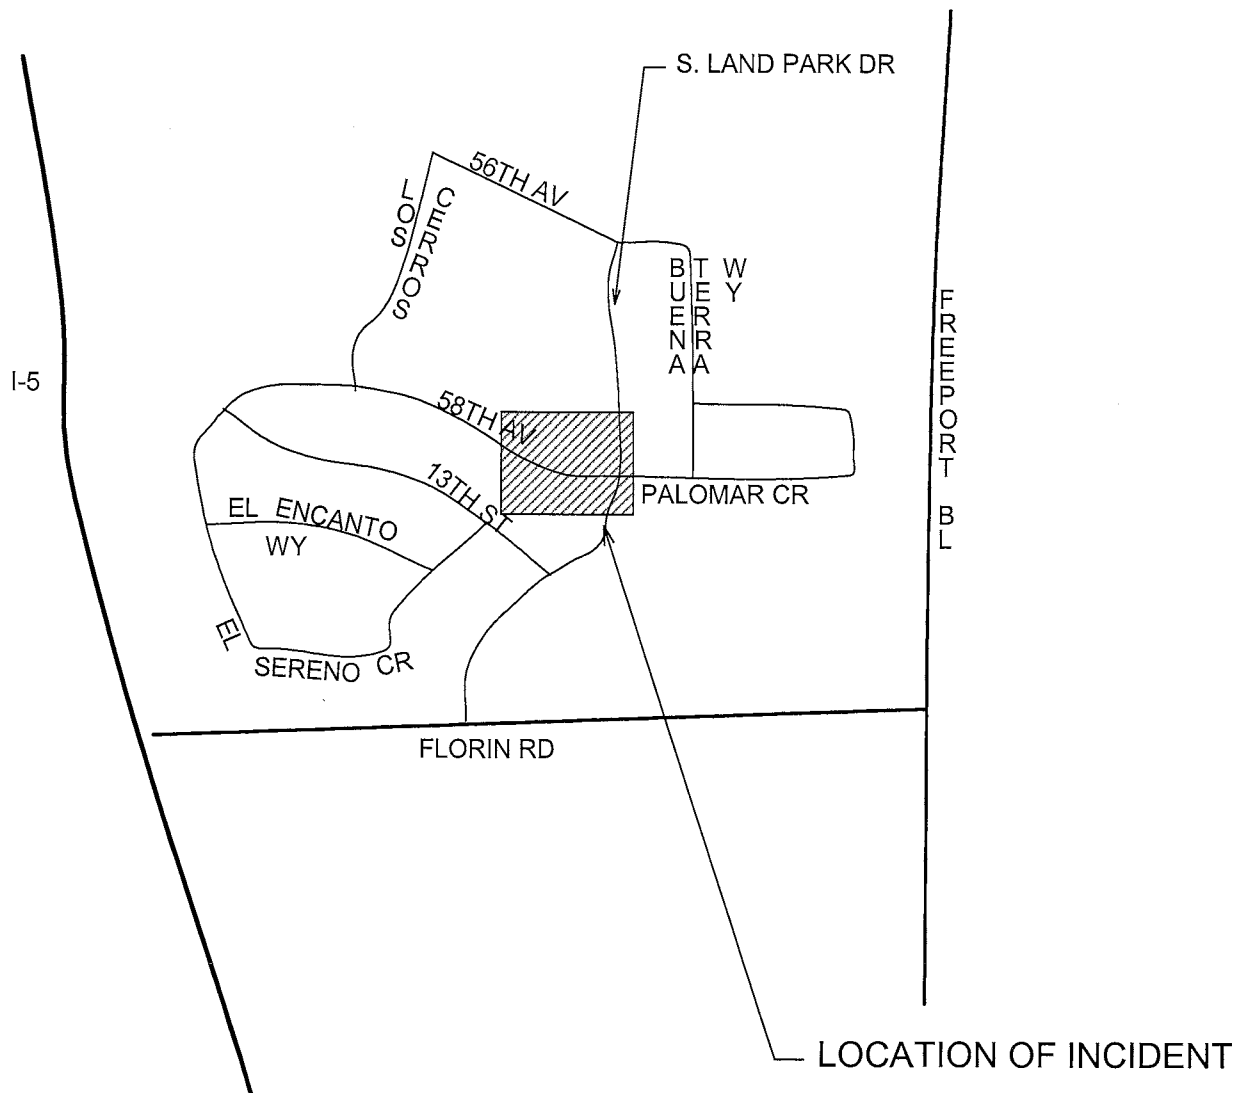 S. LAND PARK DR
56TH AV
LOS
CERROS
BUENA
TERRA
WY
FREEPORT BL
I-5
58TH AV
13TH ST
PALOMAR CR
EL ENCANTO
WY
EL
SERENO CR
FLORIN RD
LOCATION OF INCIDENT